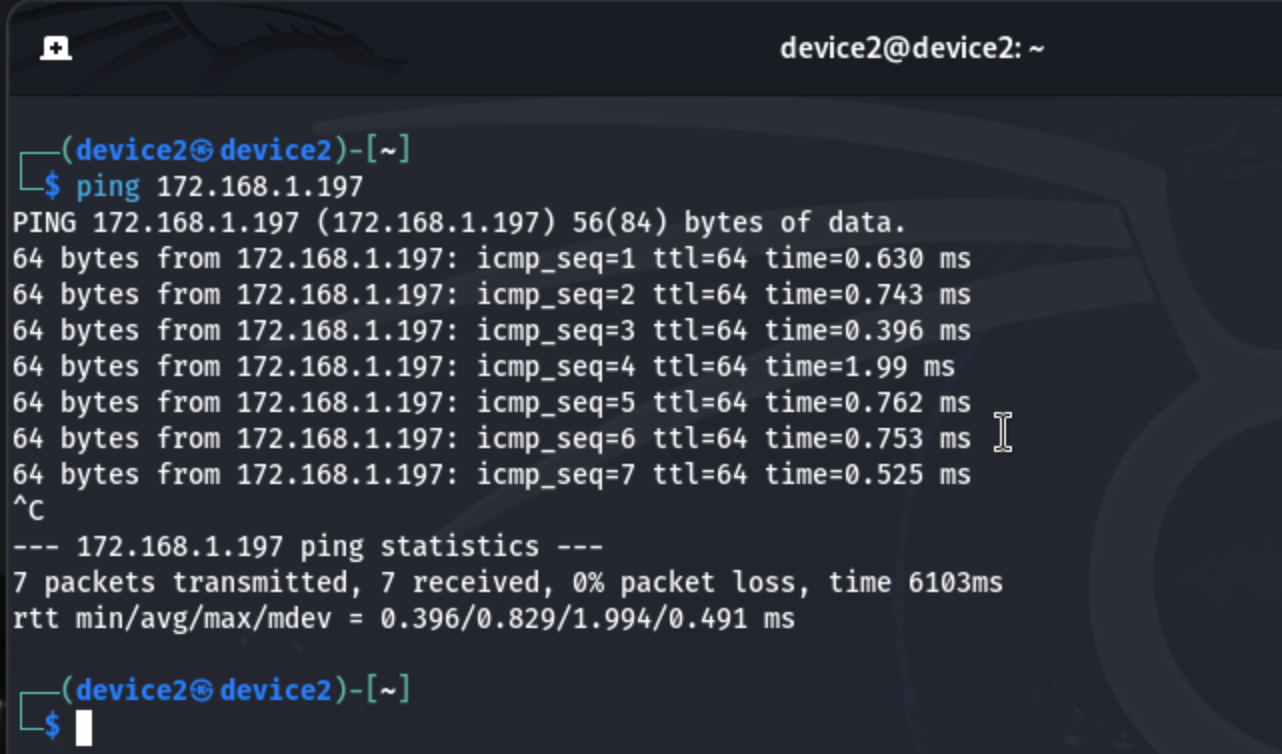 device2@device2: ~
┌──(device2㉿device2)-[~]
└─$ ping 172.168.1.197
PING 172.168.1.197 (172.168.1.197) 56(84) bytes of data.
64 bytes from 172.168.1.197: icmp_seq=1 ttl=64 time=0.630 ms
64 bytes from 172.168.1.197: icmp_seq=2 ttl=64 time=0.743 ms
64 bytes from 172.168.1.197: icmp_seq=3 ttl=64 time=0.396 ms
64 bytes from 172.168.1.197: icmp_seq=4 ttl=64 time=1.99 ms
64 bytes from 172.168.1.197: icmp_seq=5 ttl=64 time=0.762 ms
64 bytes from 172.168.1.197: icmp_seq=6 ttl=64 time=0.753 ms
64 bytes from 172.168.1.197: icmp_seq=7 ttl=64 time=0.525 ms
^C
--- 172.168.1.197 ping statistics ---
7 packets transmitted, 7 received, 0% packet loss, time 6103ms
rtt min/avg/max/mdev = 0.396/0.829/1.994/0.491 ms
┌──(device2㉿device2)-[~]
└─$